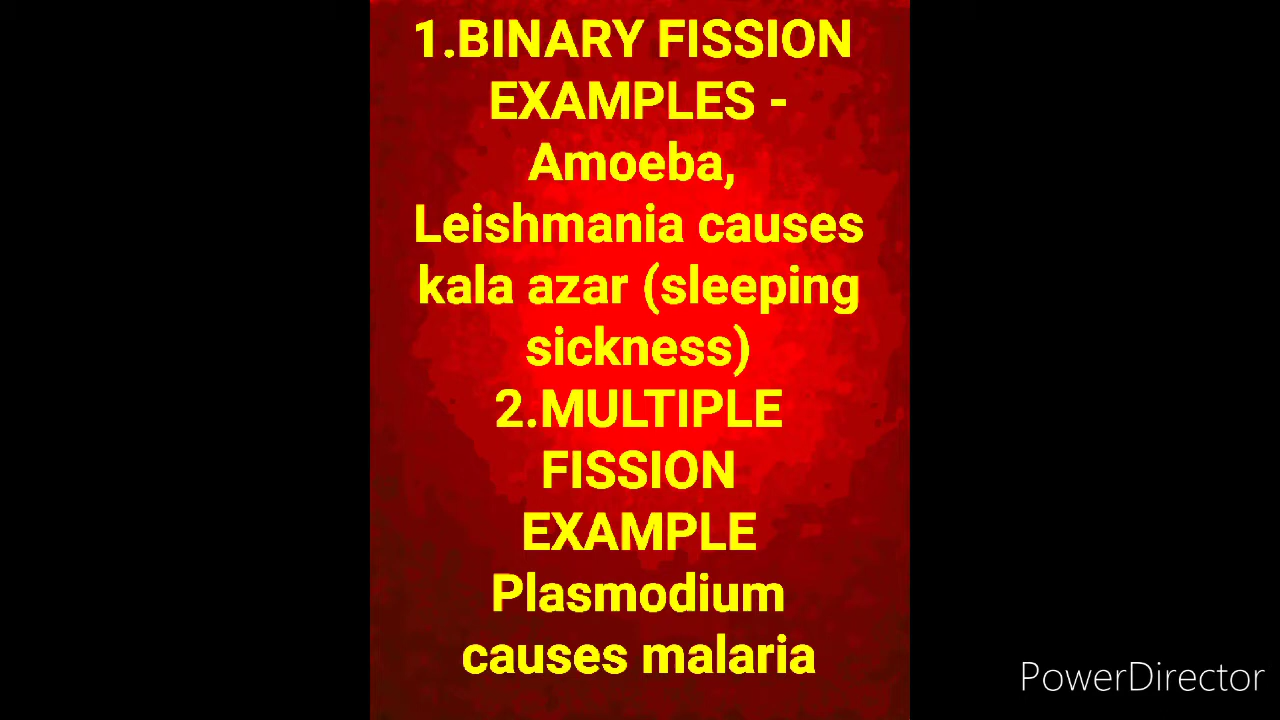 1.BINARY FISSION
EXAMPLES -
Amoeba,
Leishmania causes
kala azar (sleeping
sickness)
2.MULTIPLE
FISSION
EXAMPLE
Plasmodium
causes malaria
PowerDirector